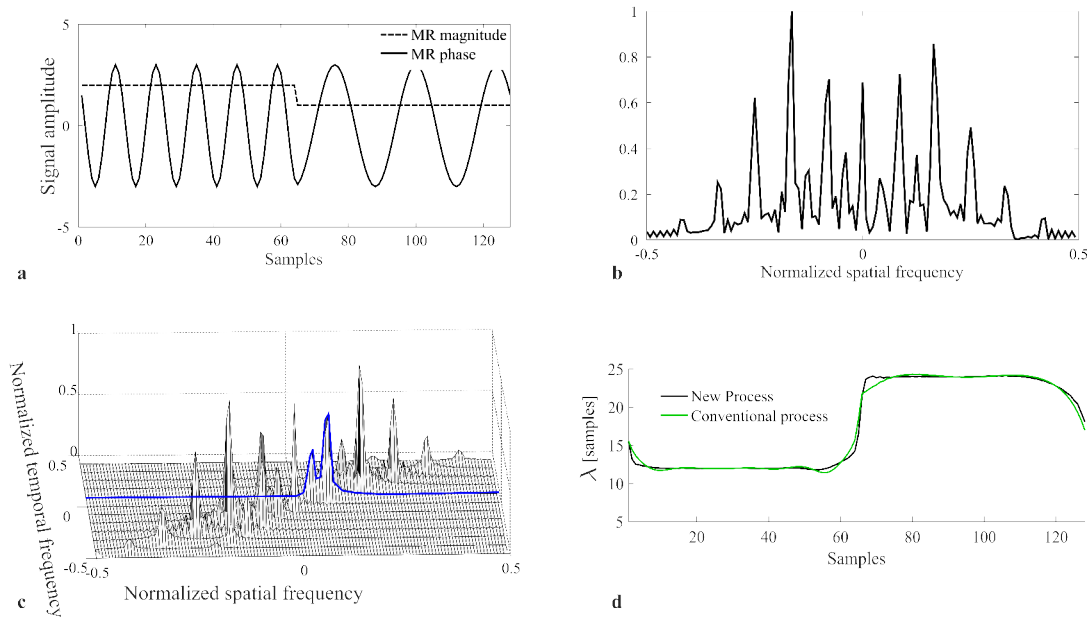 5
0
-5
0
20
40
60
80
100
120
Signal amplitude
Samples
MR magnitude
MR phase
a
1
0.8
0.6
0.4
0.2
0
-0.5
0
0.5
Normalized spatial frequency
b
1
0.5
0
0.5
0
-0.5
-0.5
0
0.5
Normalized temporal frequency
Normalized spatial frequency
c
25
20
15
10
5
20
40
60
80
100
120
λ [samples]
Samples
New Process
Conventional process
d